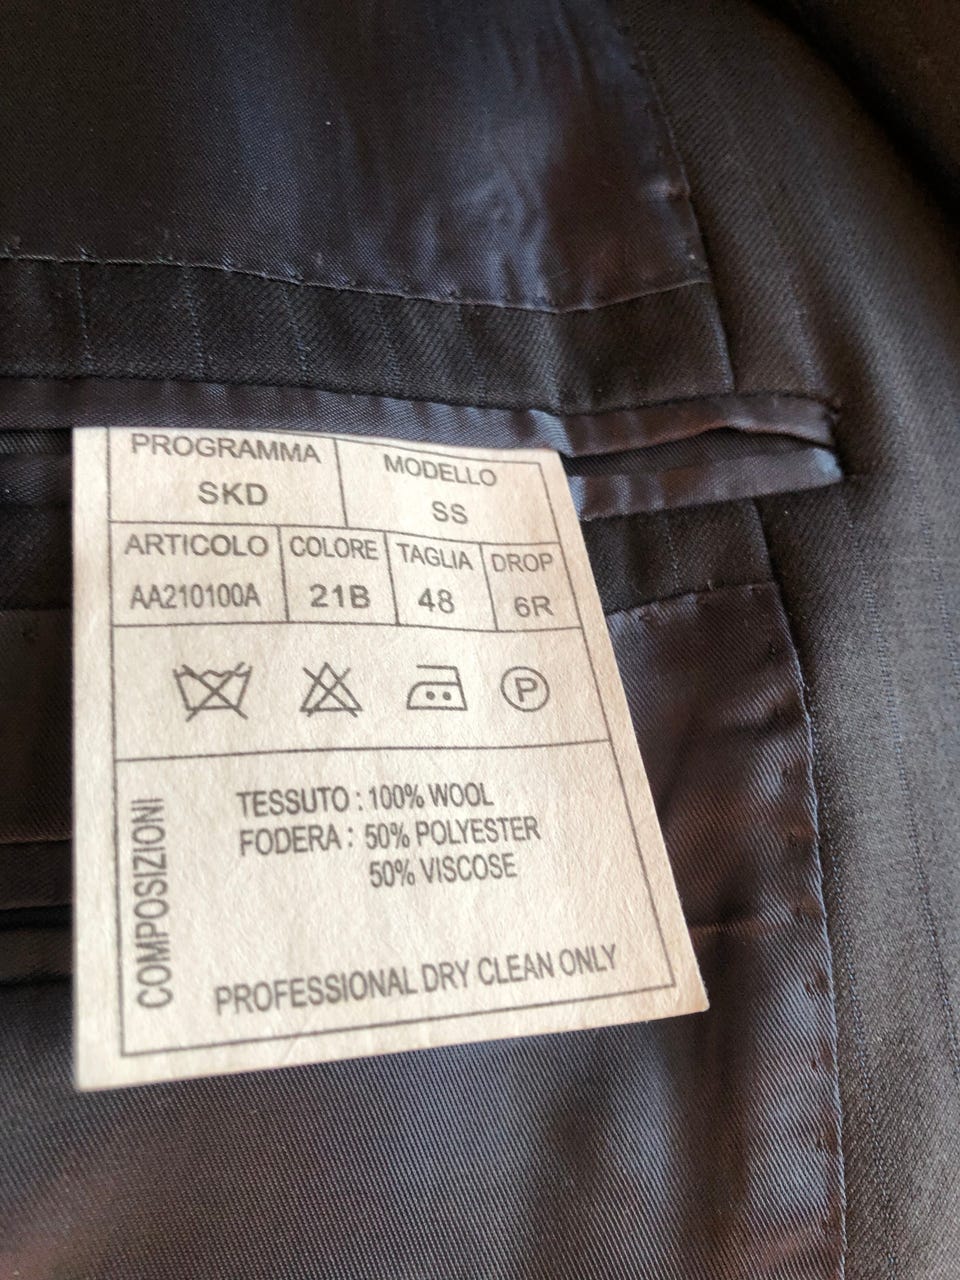 PROGRAMMA
SKD
MODELLO
SS
ARTICOLO
AA210100A
COLORE
21B
TAGLIA
48
DROP
6R
P
COMPOSIZIONI
TESSUTO : 100% WOOL
FODERA : 50% POLYESTER
50% VISCOSE
PROFESSIONAL DRY CLEAN ONLY